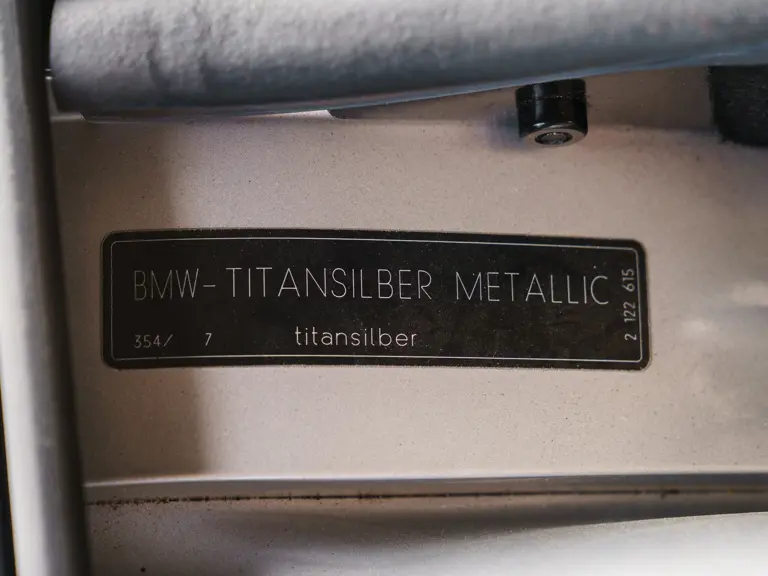 BMW-TITANSILBER METALLIC
354/ 7 titansilber
2 122 615